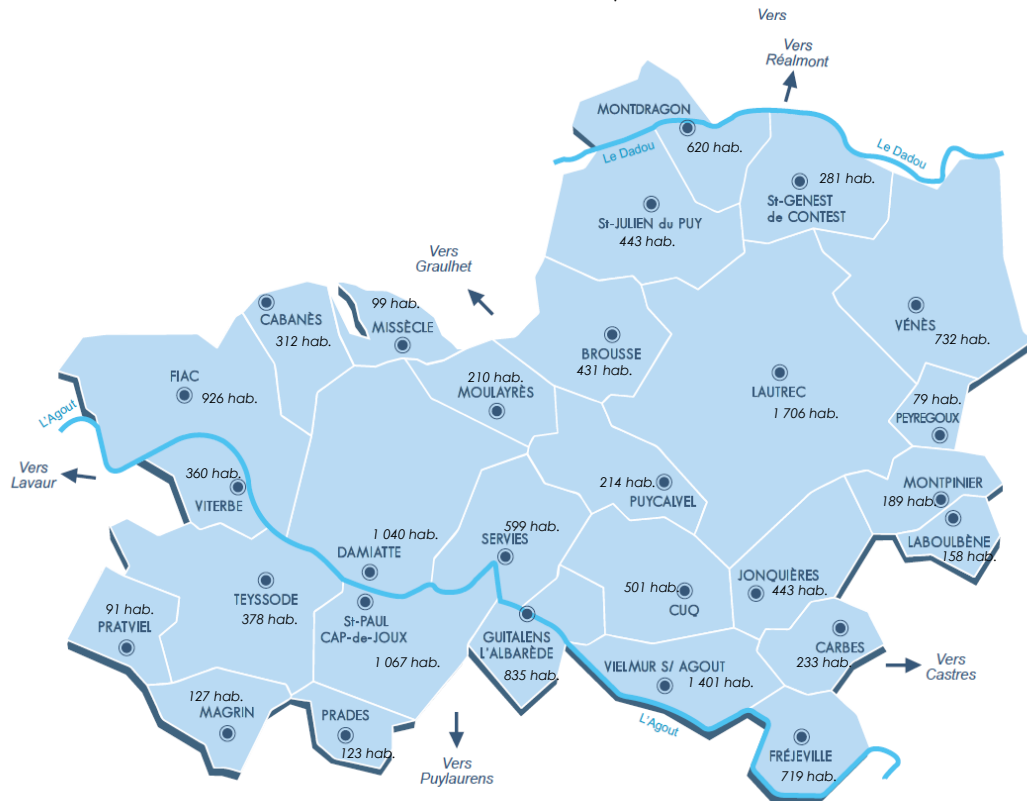 Vers
Vers
Réalmont
MONTDRAGON
620 hab.
Le Dadou
Le Dadou
281 hab.
St-GENEST
de CONTEST
St-JULIEN du PUY
443 hab.
Vers
Graulhet
99 hab.
MISSÈCLE
CABANÈS
312 hab.
VÉNÈS
732 hab.
BROUSSE
431 hab.
FIAC
926 hab.
210 hab.
MOULAYRÈS
LAUTREC
1 706 hab.
79 hab.
PEYREGOUX
L'Agout
Vers
Lavaur
360 hab.
VITERBE
214 hab.
PUYCALVEL
MONTPINIER
189 hab.
LABOULBÈNE
158 hab.
1 040 hab.
DAMIATTE
599 hab.
SERVIES
TEYSSODE
378 hab.
501 hab.
CUQ
JONQUIÈRES
443 hab.
91 hab.
PRATVIEL
St-PAUL
CAP-de-JOUX
1 067 hab.
GUITALENS
L'ALBARÈDE
835 hab.
CARBES
233 hab.
Vers
Castres
VIELMUR S/ AGOUT
1 401 hab.
127 hab.
MAGRIN
PRADES
123 hab.
L'Agout
Vers
Puylaurens
FRÉJEVILLE
719 hab.